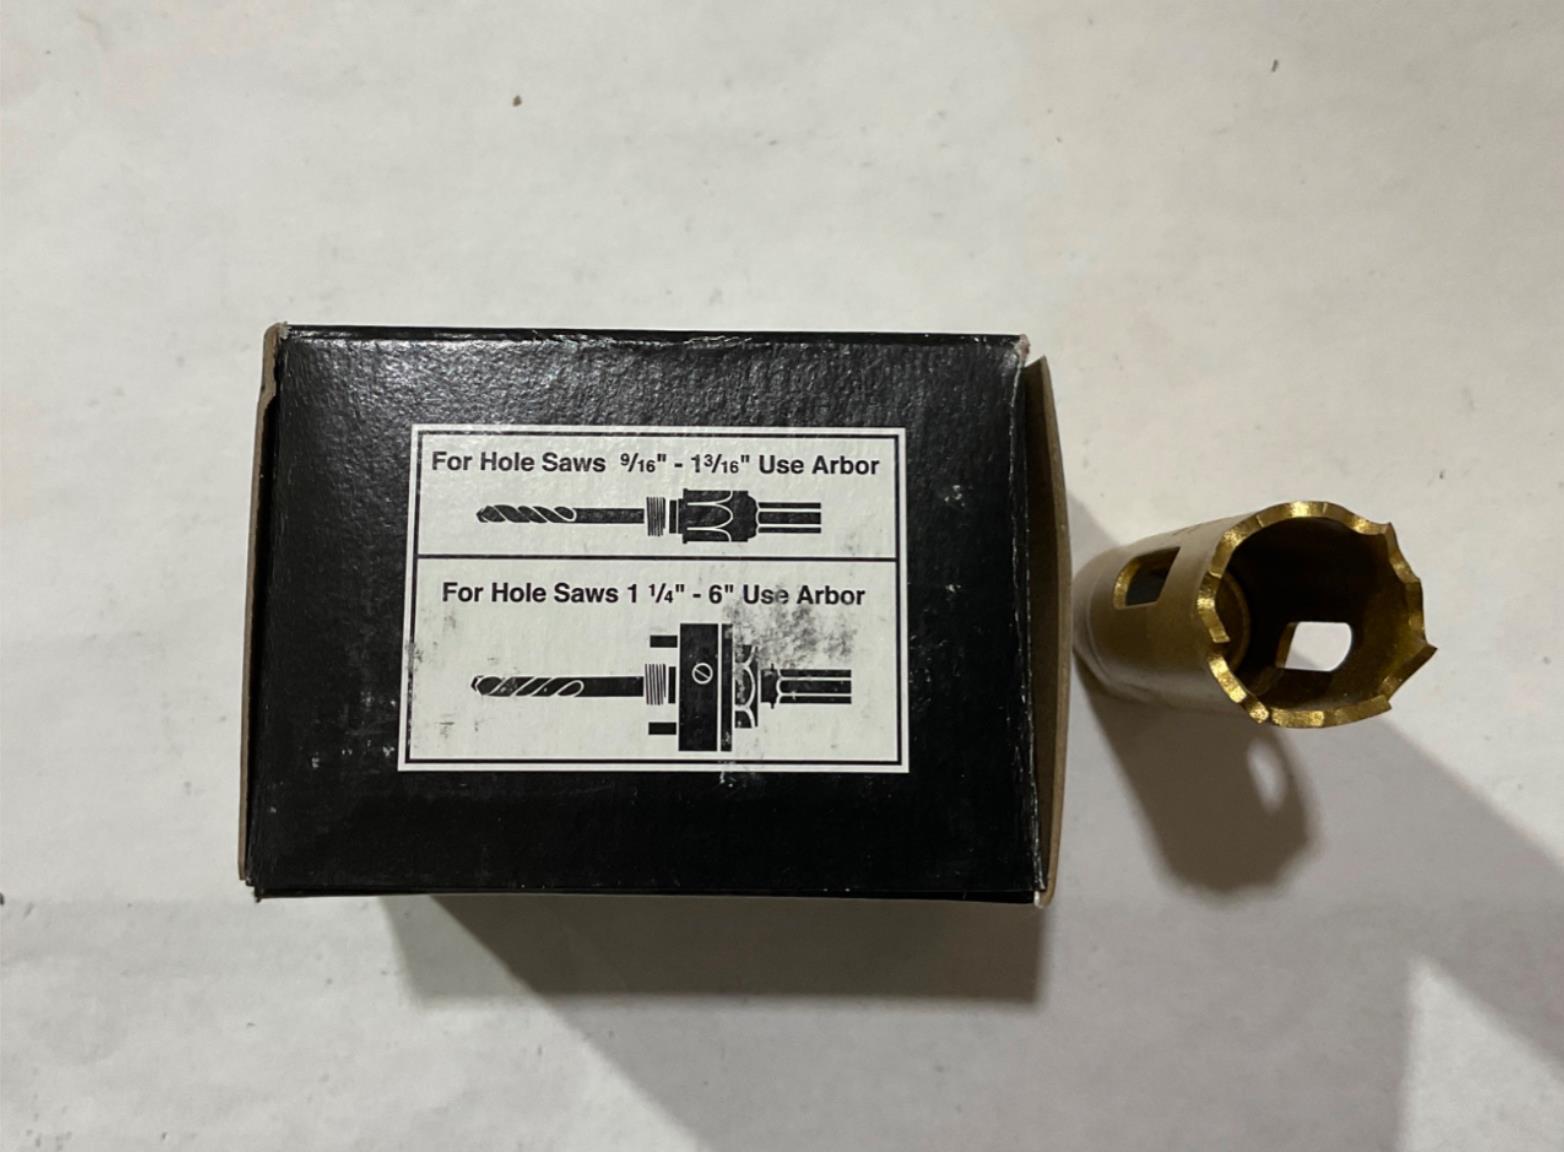 For Hole Saws 9/16" - 1 3/16" Use Arbor
For Hole Saws 1 1/4" - 6" Use Arbor